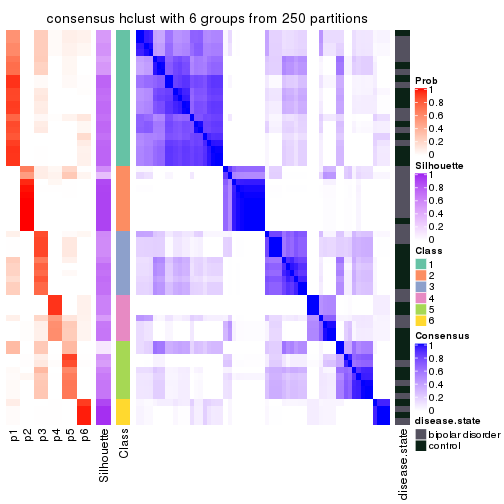 consensus hclust with 6 groups from 250 partitions
Prob
1
0.8
0.6
0.4
0.2
0
Silhouette
1
0.8
0.6
0.4
0.2
0
Class
1
2
3
4
5
6
Consensus
1
0.8
0.6
0.4
0.2
0
disease.state
bipolar disorder
control
p1
p2
p3
p4
p5
p6
Silhouette
Class
disease.state